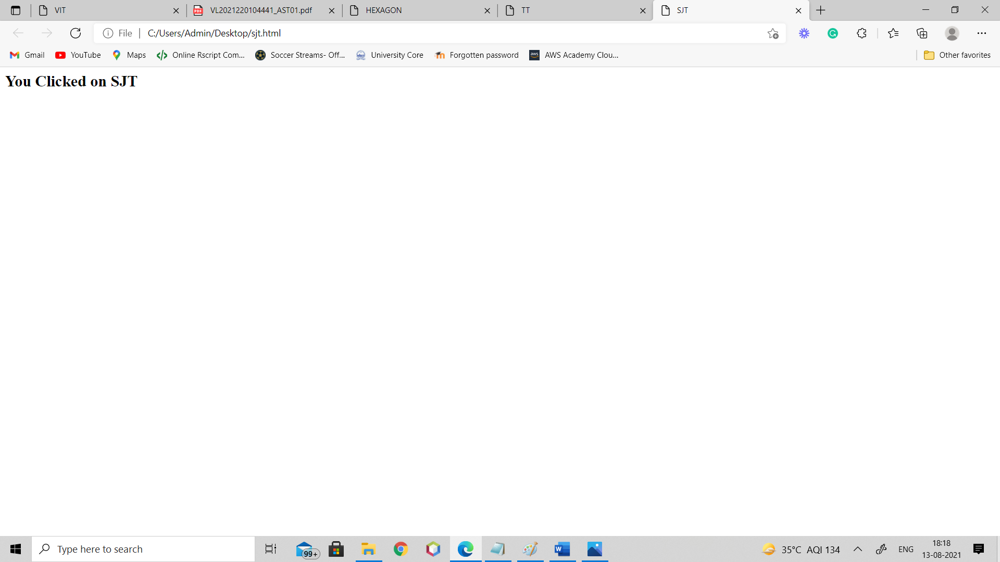 VIT VL2021220104441_AST01.pdf HEXAGON TT SJT
File C:/Users/Admin/Desktop/sjt.html
Gmail YouTube Maps Online Rscript Com... Soccer Streams- Off... University Core Forgotten password AWS Academy Clou... Other favorites
You Clicked on SJT
Type here to search 99+ 35°C AQI 134 ENG 18:18
13-08-2021